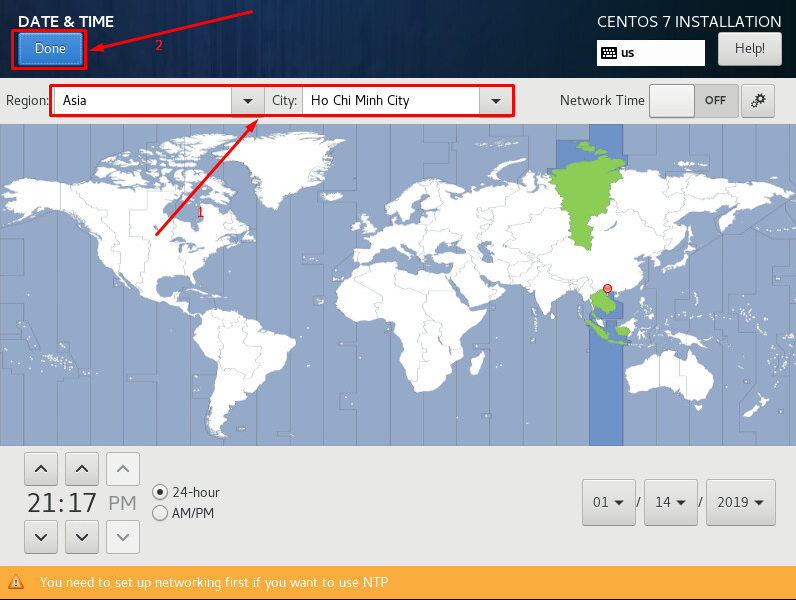 DATE & TIME
CENTOS 7 INSTALLATION
Done
2
us
Help!
Region:
Asia
City:
Ho Chi Minh City
Network Time
OFF
1
21:17 PM
24-hour
AM/PM
01 / 14 / 2019
You need to set up networking first if you want to use NTP